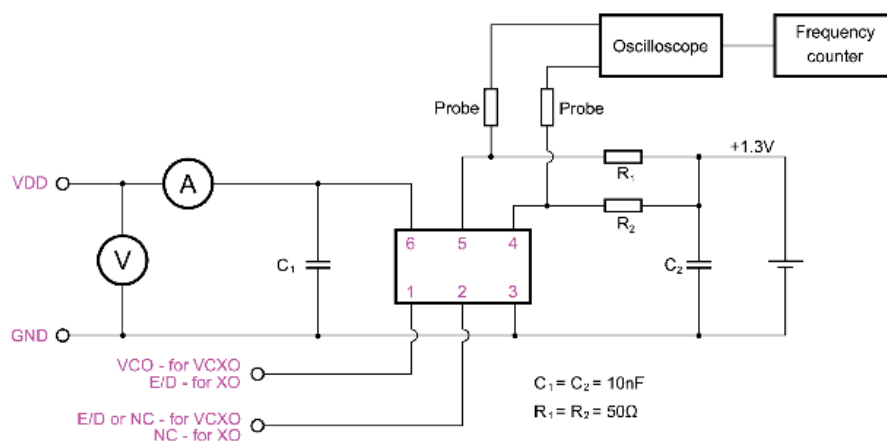 Oscilloscope
Frequency
counter
Probe
Probe
+1.3V
R₁
VDD
A
R₂
6 5 4
V
C₁
C₂
1 2 3
GND
VCO - for VCXO
E/D - for XO
C₁ = C₂ = 10nF
R₁ = R₂ = 50Ω
E/D or NC - for VCXO
NC - for XO